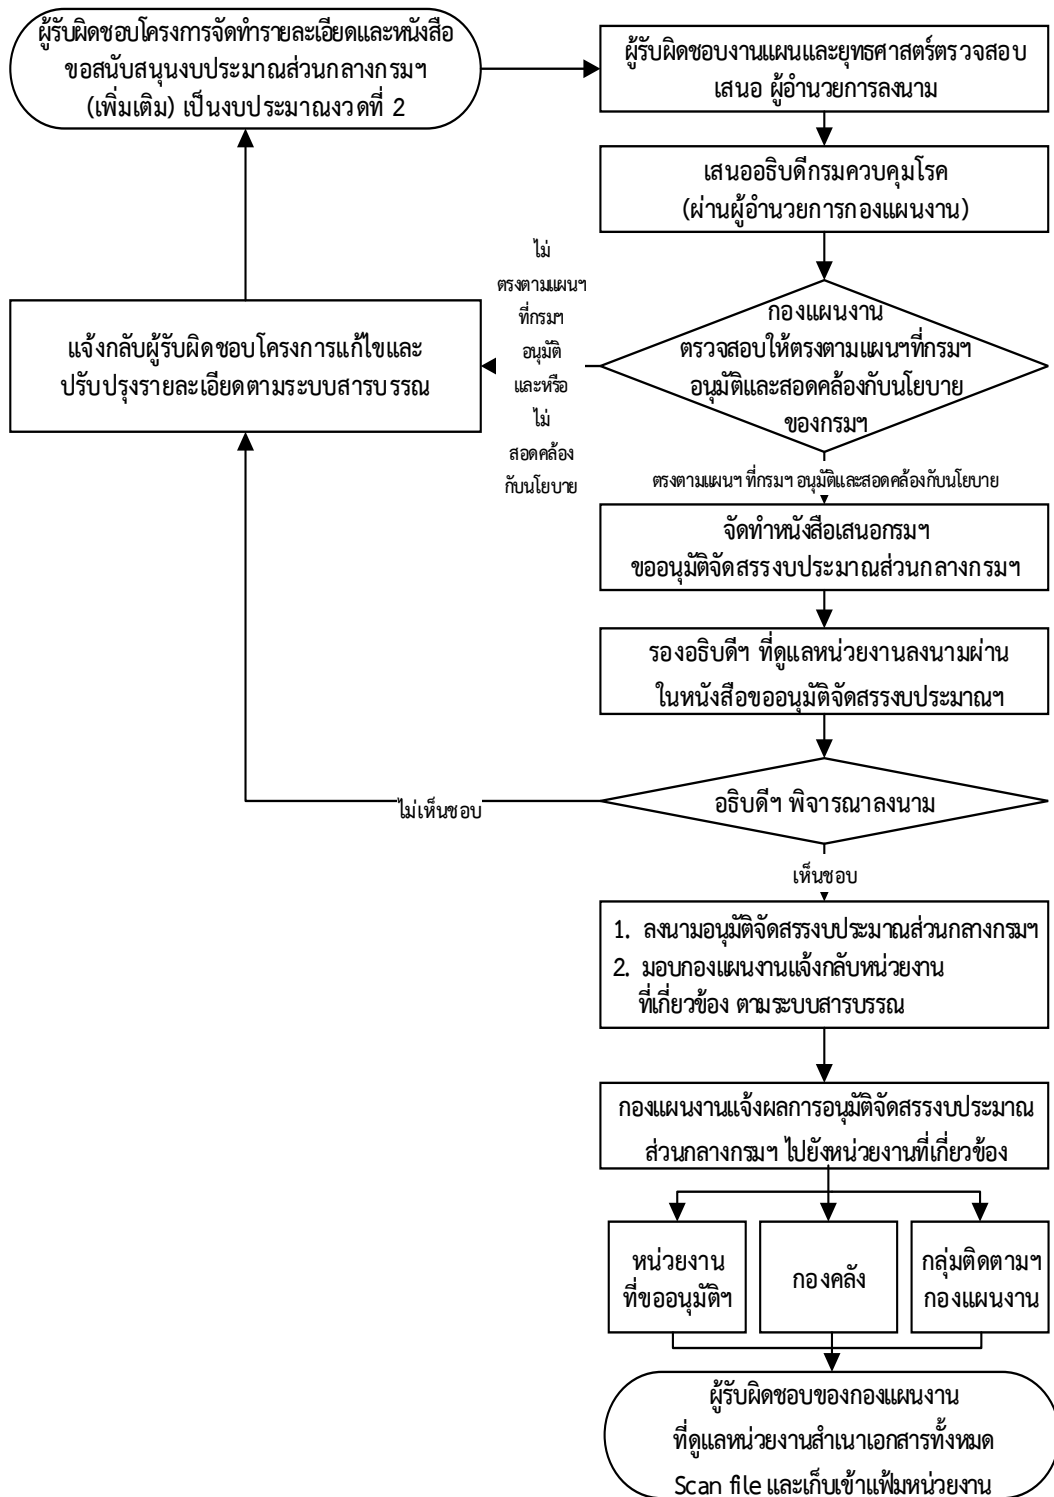 ผู้รับผิดชอบโครงการจัดทำรายละเอียดและหนังสือ
ขอสนับสนุนงบประมาณส่วนกลางกรมฯ
(เพิ่มเติม) เป็นงบประมาณงวดที่ 2
ผู้รับผิดชอบงานแผนและยุทธศาสตร์ตรวจสอบ
เสนอ ผู้อำนวยการลงนาม
เสนออธิบดีกรมควบคุมโรค
(ผ่านผู้อำนวยการกองแผนงาน)
กองแผนงาน
ตรวจสอบให้ตรงตามแผนฯที่กรมฯ
อนุมัติและสอดคล้องกับนโยบาย
ของกรมฯ
ไม่
ตรงตามแผนฯ
ที่กรมฯ
อนุมัติ
และหรือ
ไม่
สอดคล้อง
กับนโยบาย
แจ้งกลับผู้รับผิดชอบโครงการแก้ไขและ
ปรับปรุงรายละเอียดตามระบบสารบรรณ
ตรงตามแผนฯ ที่กรมฯ อนุมัติและสอดคล้องกับนโยบาย
จัดทำหนังสือเสนอกรมฯ
ขออนุมัติจัดสรรงบประมาณส่วนกลางกรมฯ
รองอธิบดีฯ ที่ดูแลหน่วยงานลงนามผ่าน
ในหนังสือขออนุมัติจัดสรรงบประมาณฯ
อธิบดีฯ พิจารณาลงนาม
ไม่เห็นชอบ
เห็นชอบ
1. ลงนามอนุมัติจัดสรรงบประมาณส่วนกลางกรมฯ
2. มอบกองแผนงานแจ้งกลับหน่วยงาน
ที่เกี่ยวข้อง ตามระบบสารบรรณ
กองแผนงานแจ้งผลการอนุมัติจัดสรรงบประมาณ
ส่วนกลางกรมฯ ไปยังหน่วยงานที่เกี่ยวข้อง
หน่วยงาน
ที่ขออนุมัติฯ
กองคลัง
กลุ่มติดตามฯ
กองแผนงาน
ผู้รับผิดชอบของกองแผนงาน
ที่ดูแลหน่วยงานสำเนาเอกสารทั้งหมด
Scan file และเก็บเข้าแฟ้มหน่วยงาน